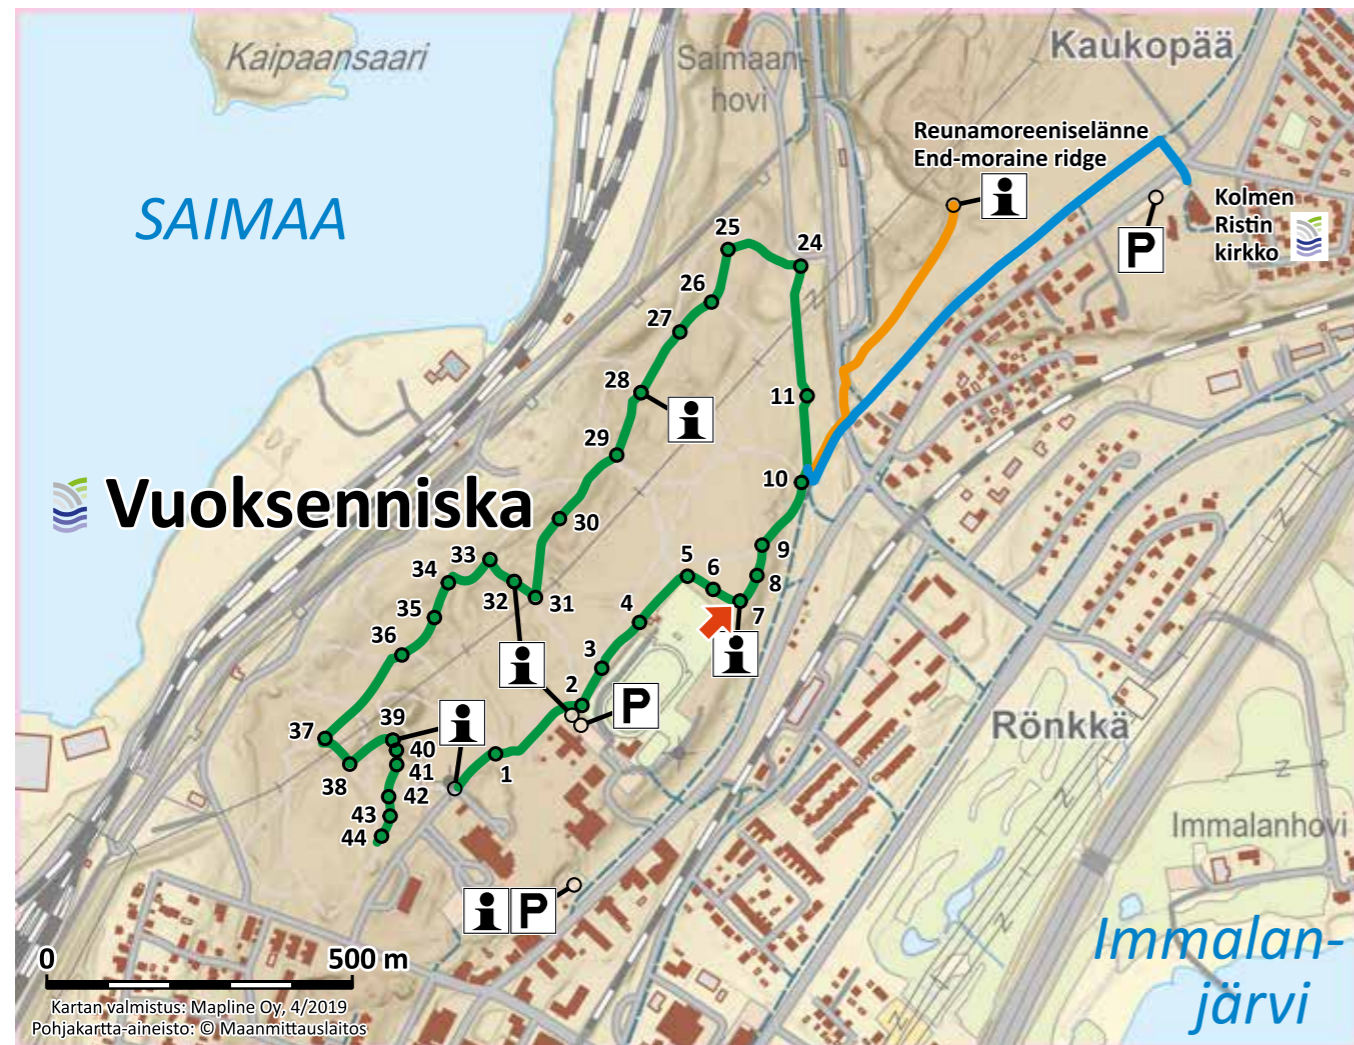 Kaipaansaari
Saimaan-
hovi
Kaukopää
Reunamoreeniselänne
End-moraine ridge
i
SAIMAA
Kolmen
Ristin
kirkko
P
25
24
26
27
28
i
11
29
Vuoksenniska
10
30
33
34
32
31
9
5
6
8
7
35
4
36
3
i
i
2
P
37
39
i
40
1
38
41
42
43
44
Rönkkä
Z
Immalanhovi
i P
Immalan-
järvi
0
500 m
Kartan valmistus: Mapline Oy, 4/2019
Pohjakartta-aineisto: © Maanmittauslaitos